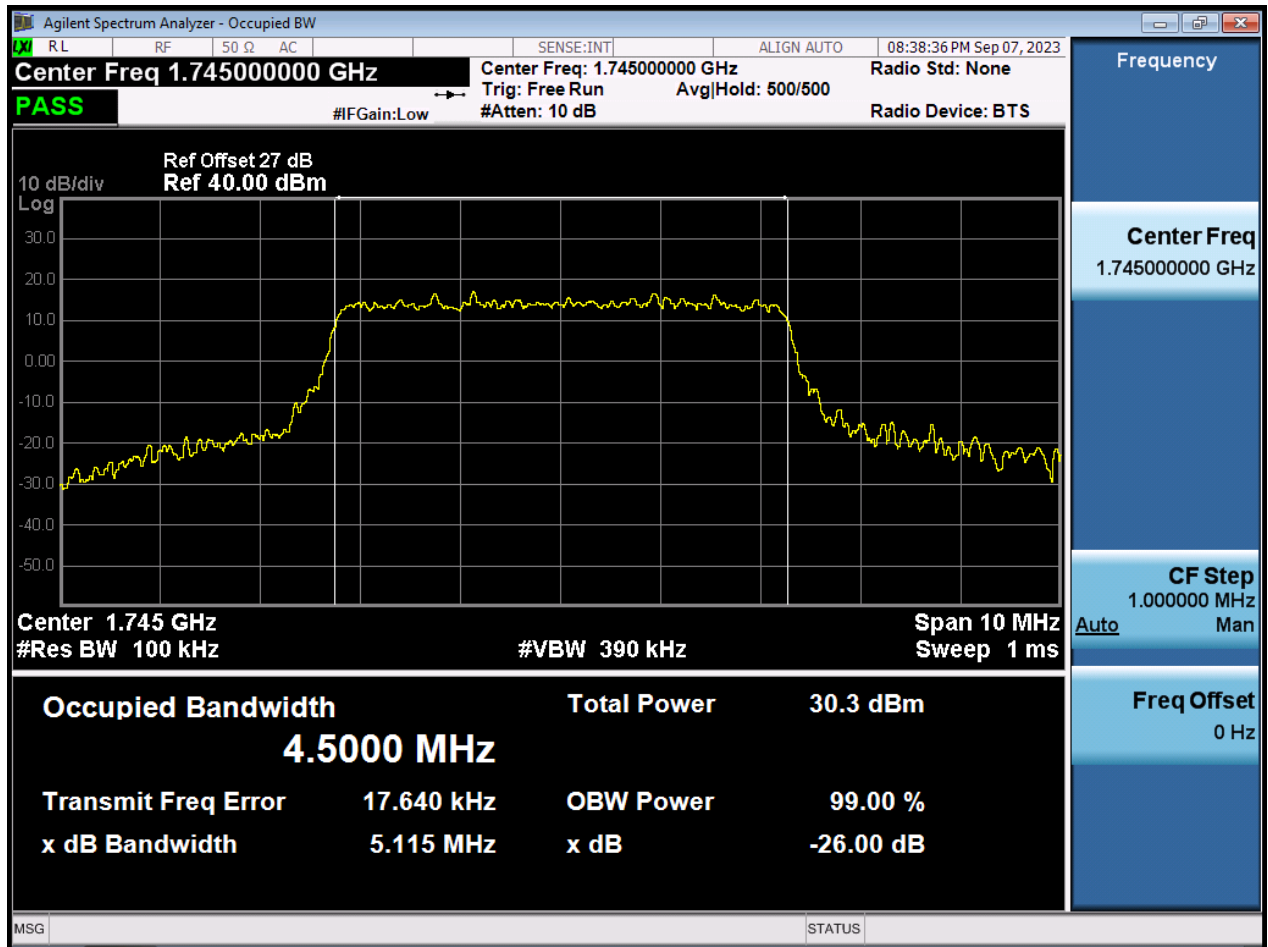 Agilent Spectrum Analyzer - Occupied BW
LXI RL RF 50 Ω AC SENSE:INT ALIGN AUTO 08:38:36 PM Sep 07, 2023
Center Freq 1.745000000 GHz
PASS
#IFGain:Low
Center Freq: 1.745000000 GHz
Trig: Free Run Avg|Hold: 500/500
#Atten: 10 dB
Radio Std: None
Radio Device: BTS
Ref Offset 27 dB
10 dB/div Ref 40.00 dBm
Log
30.0
20.0
10.0
0.00
-10.0
-20.0
-30.0
-40.0
-50.0
Center 1.745 GHz Span 10 MHz
#Res BW 100 kHz #VBW 390 kHz Sweep 1 ms
Occupied Bandwidth Total Power 30.3 dBm
4.5000 MHz
Transmit Freq Error 17.640 kHz OBW Power 99.00 %
x dB Bandwidth 5.115 MHz x dB -26.00 dB
MSG STATUS
Frequency
Center Freq
1.745000000 GHz
CF Step
1.000000 MHz
Auto Man
Freq Offset
0 Hz